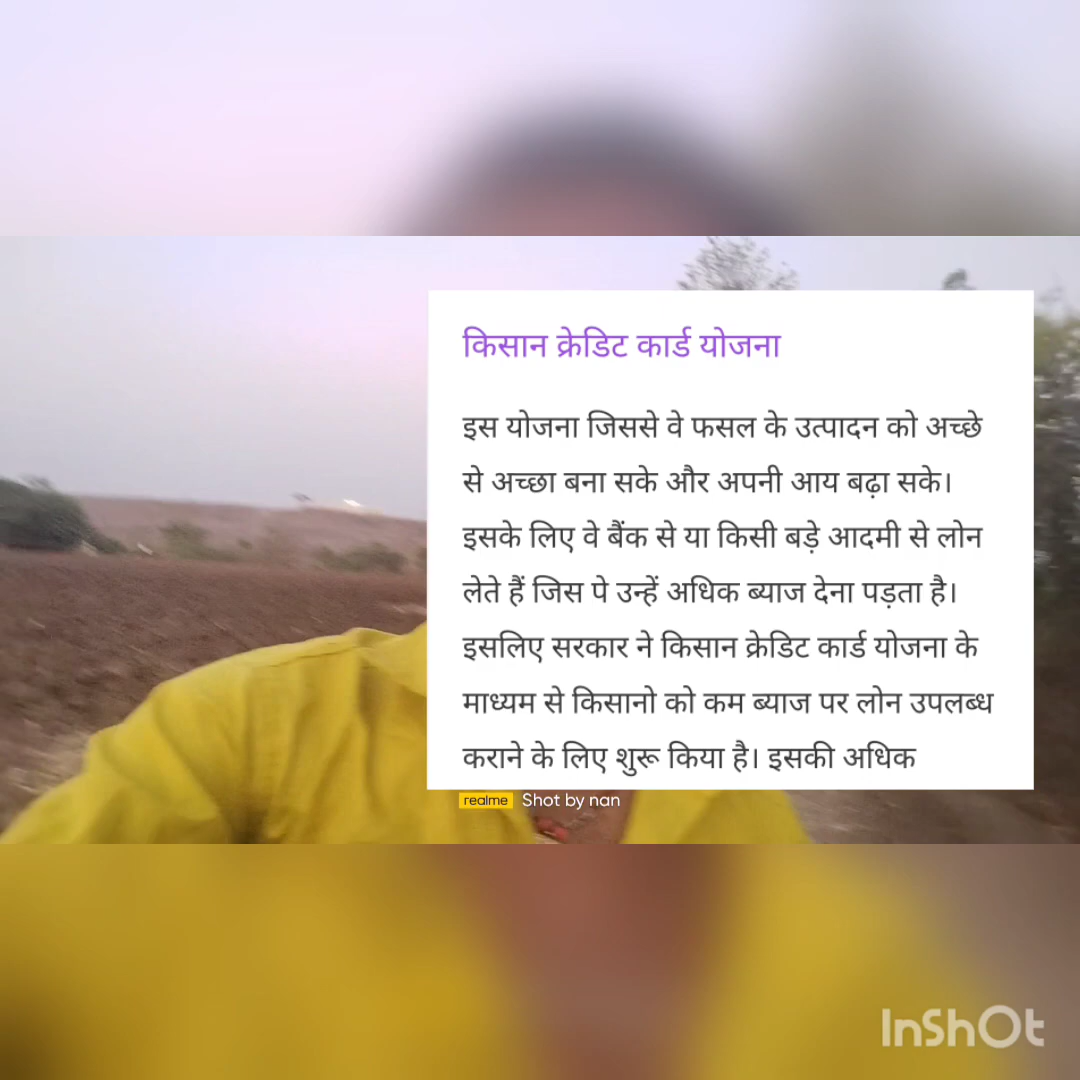 किसान क्रेडिट कार्ड योजना
इस योजना जिससे वे फसल के उत्पादन को अच्छे
से अच्छा बना सके और अपनी आय बढ़ा सके।
इसके लिए वे बैंक से या किसी बड़े आदमी से लोन
लेते हैं जिस पे उन्हें अधिक ब्याज देना पड़ता है।
इसलिए सरकार ने किसान क्रेडिट कार्ड योजना के
माध्यम से किसानो को कम ब्याज पर लोन उपलब्ध
कराने के लिए शुरू किया है। इसकी अधिक
realme Shot by nan
InShOt